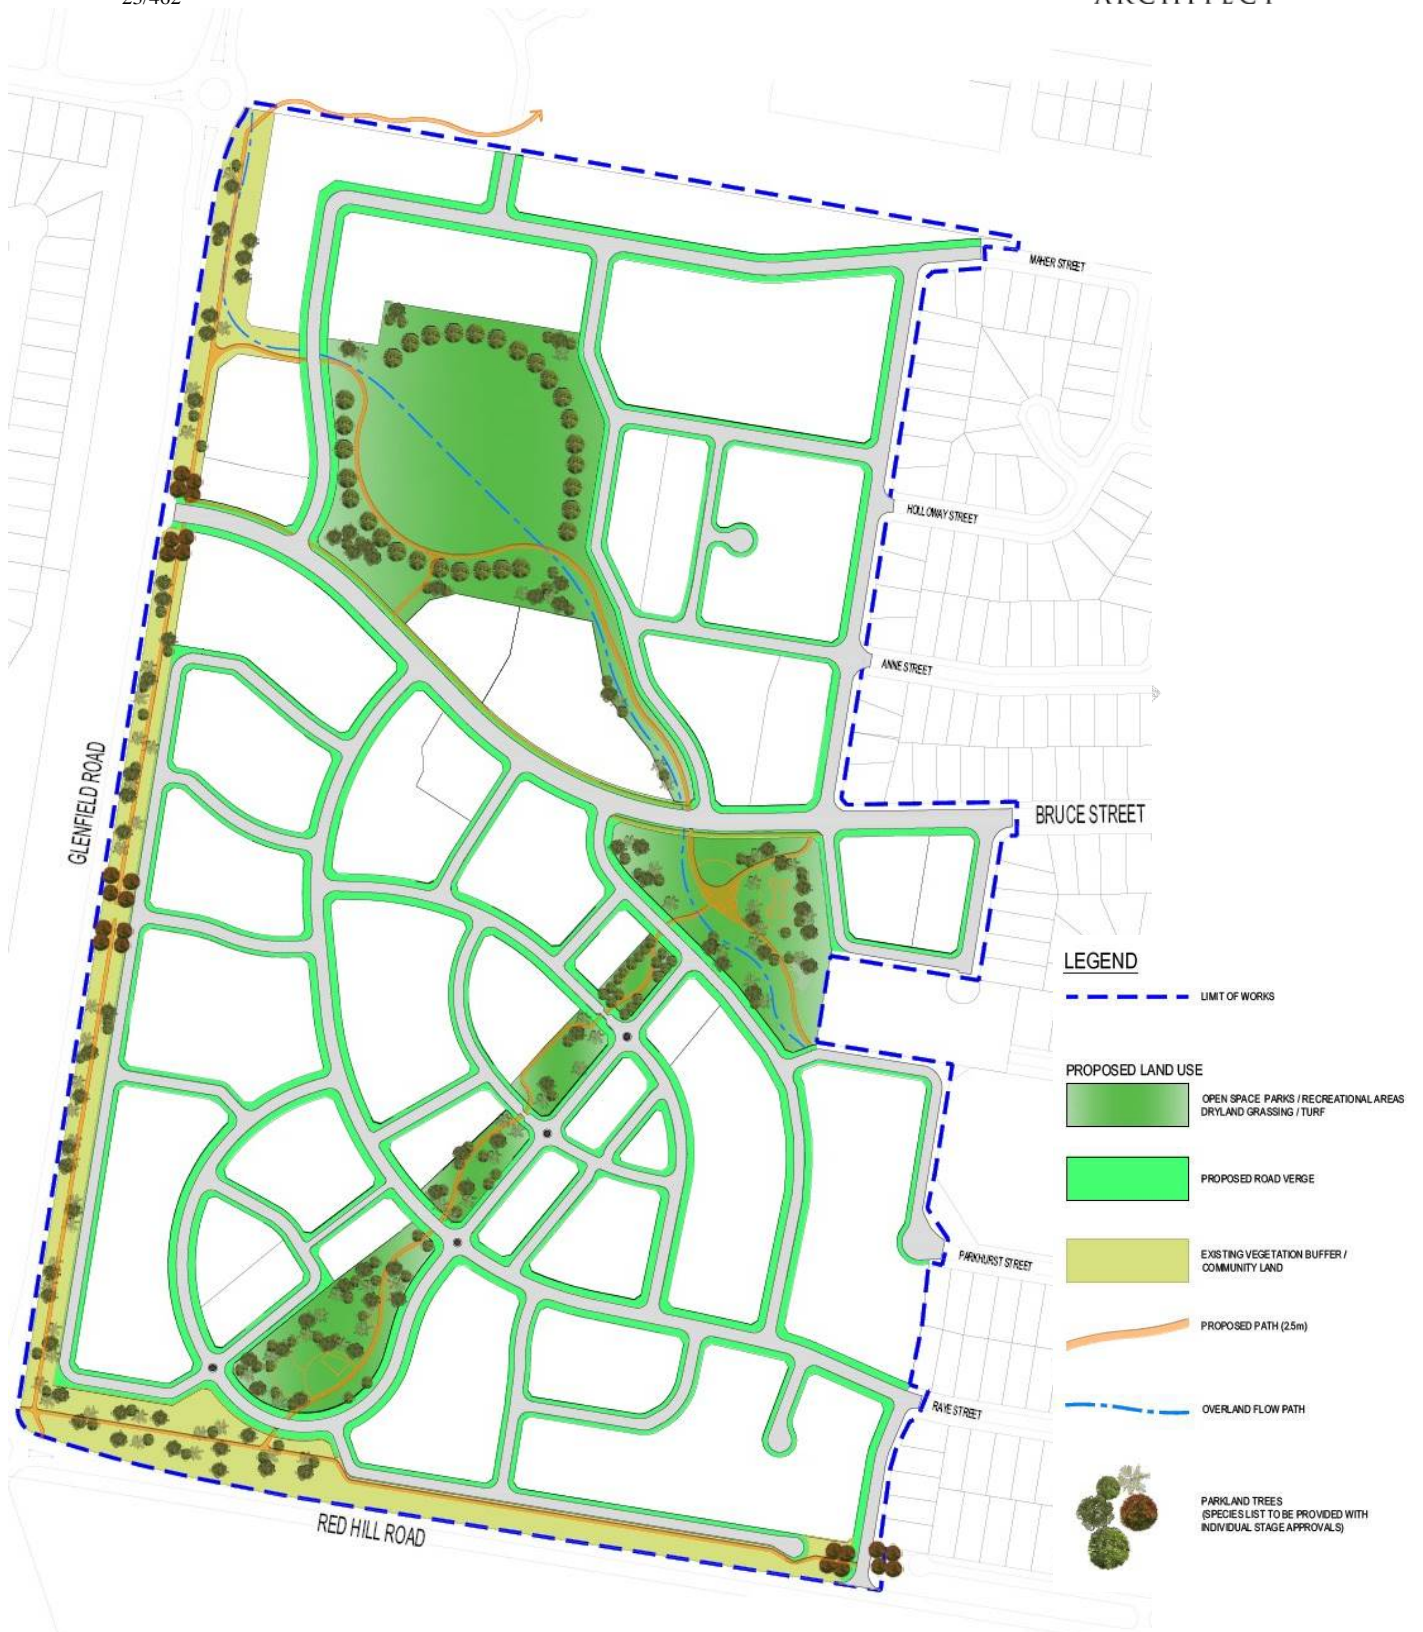 23/462
ARCHITECT
MAHER STREET
HOLLOWAY STREET
ANNE STREET
GLENFIELD ROAD
BRUCE STREET
LEGEND
LIMIT OF WORKS
PROPOSED LAND USE
OPEN SPACE PARKS / RECREATIONAL AREAS
DRYLAND GRASSING / TURF
PROPOSED ROAD VERGE
PARKHURST STREET
EXISTING VEGETATION BUFFER /
COMMUNITY LAND
PROPOSED PATH (2.5m)
RAYE STREET
OVERLAND FLOW PATH
RED HILL ROAD
PARKLAND TREES
(SPECIES LIST TO BE PROVIDED WITH
INDIVIDUAL STAGE APPROVALS)